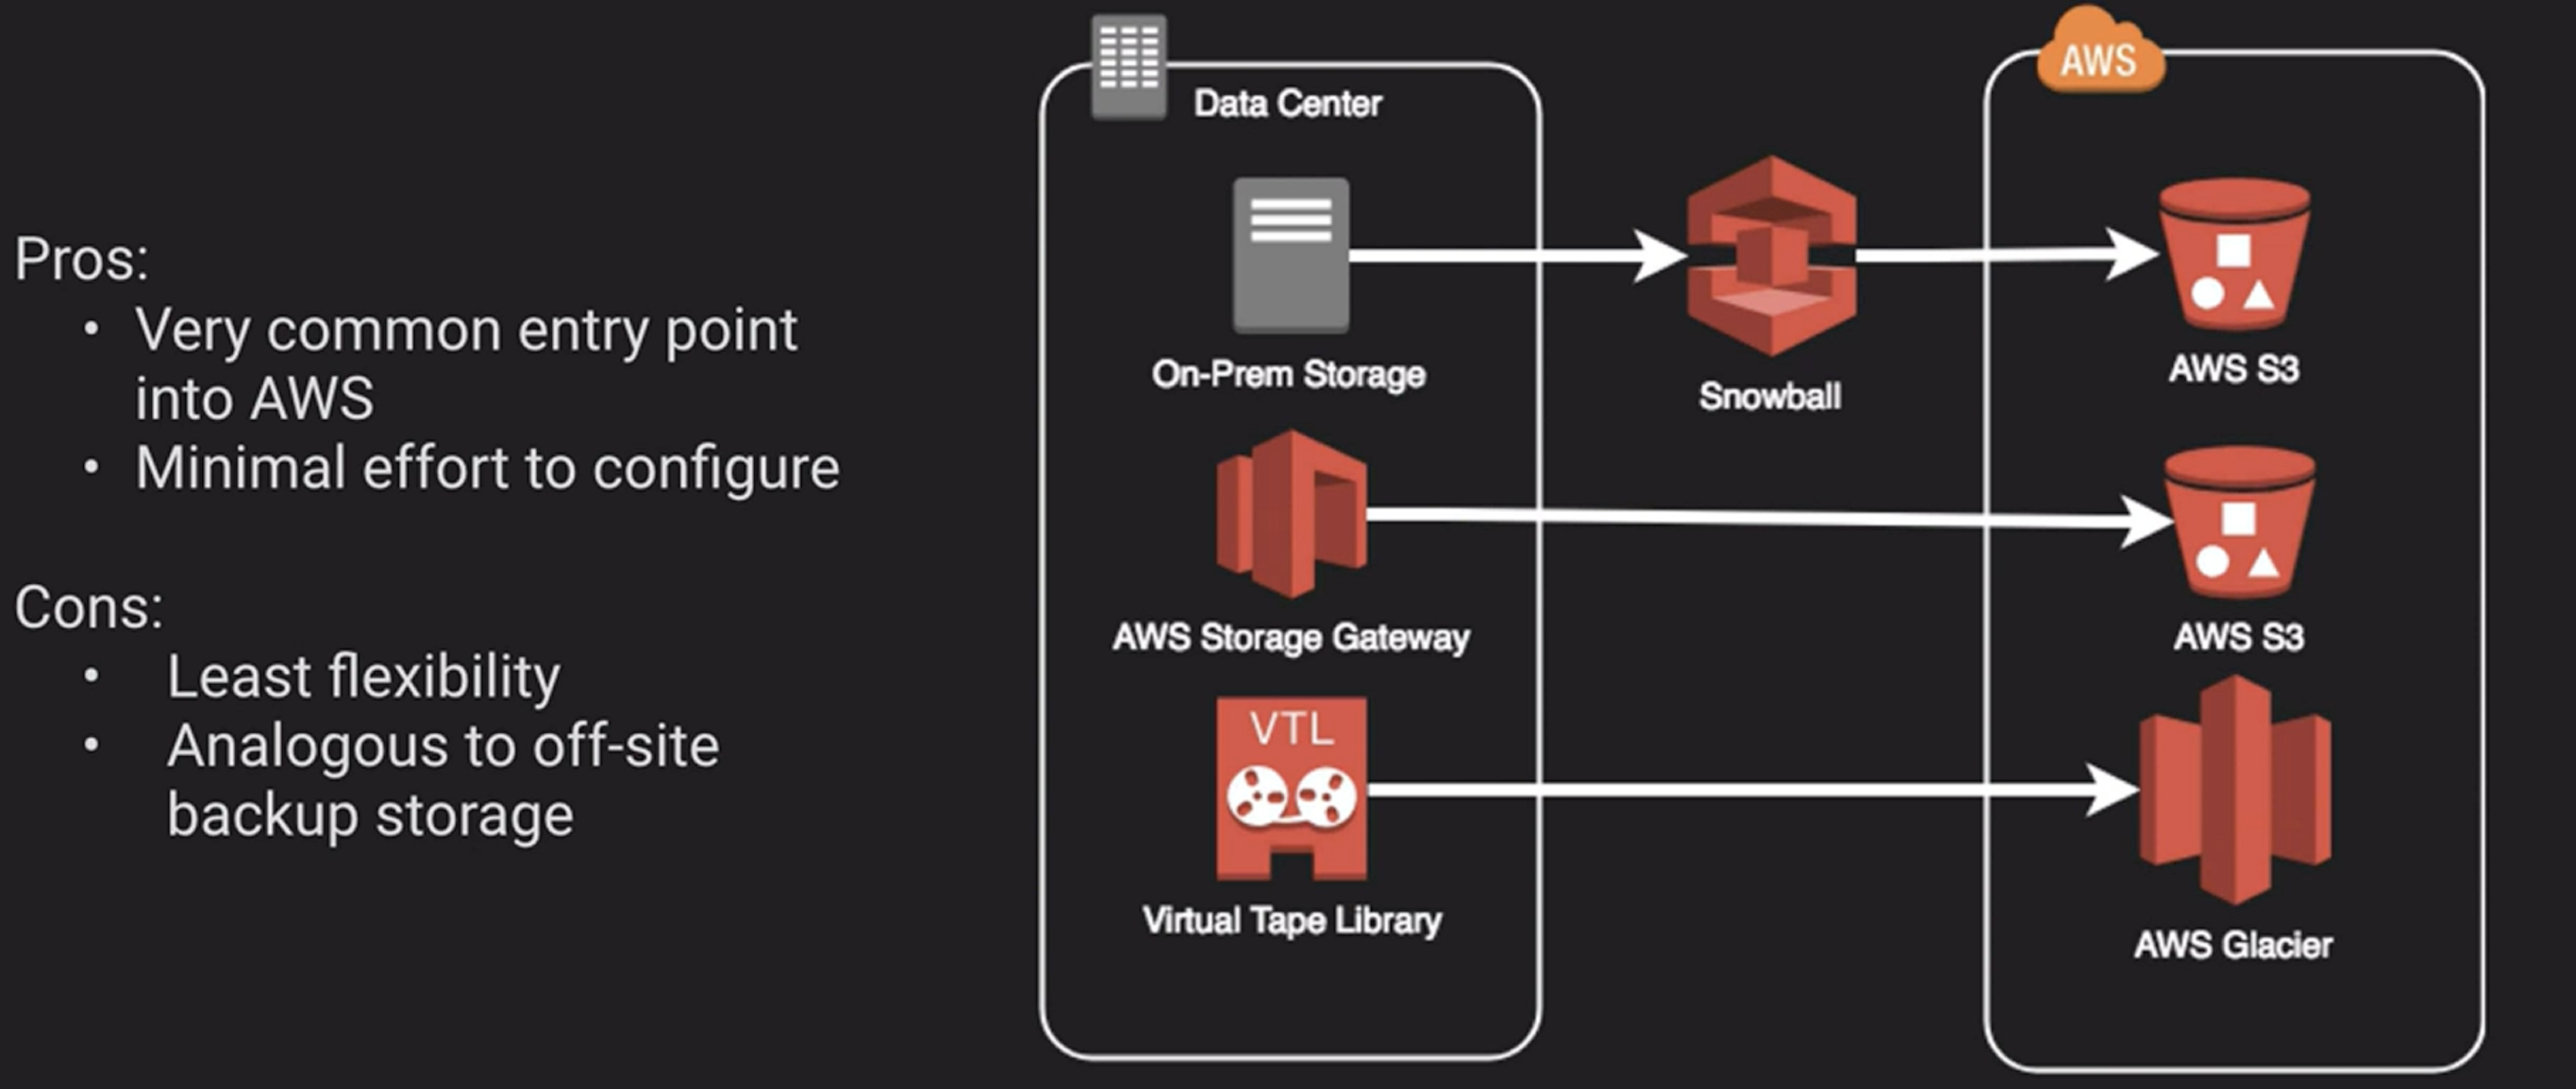 Pros:
• Very common entry point
into AWS
• Minimal effort to configure
Cons:
• Least flexibility
• Analogous to off-site
backup storage
Data Center
On-Prem Storage
AWS Storage Gateway
VTL
Virtual Tape Library
Snowball
AWS
AWS S3
AWS S3
AWS Glacier